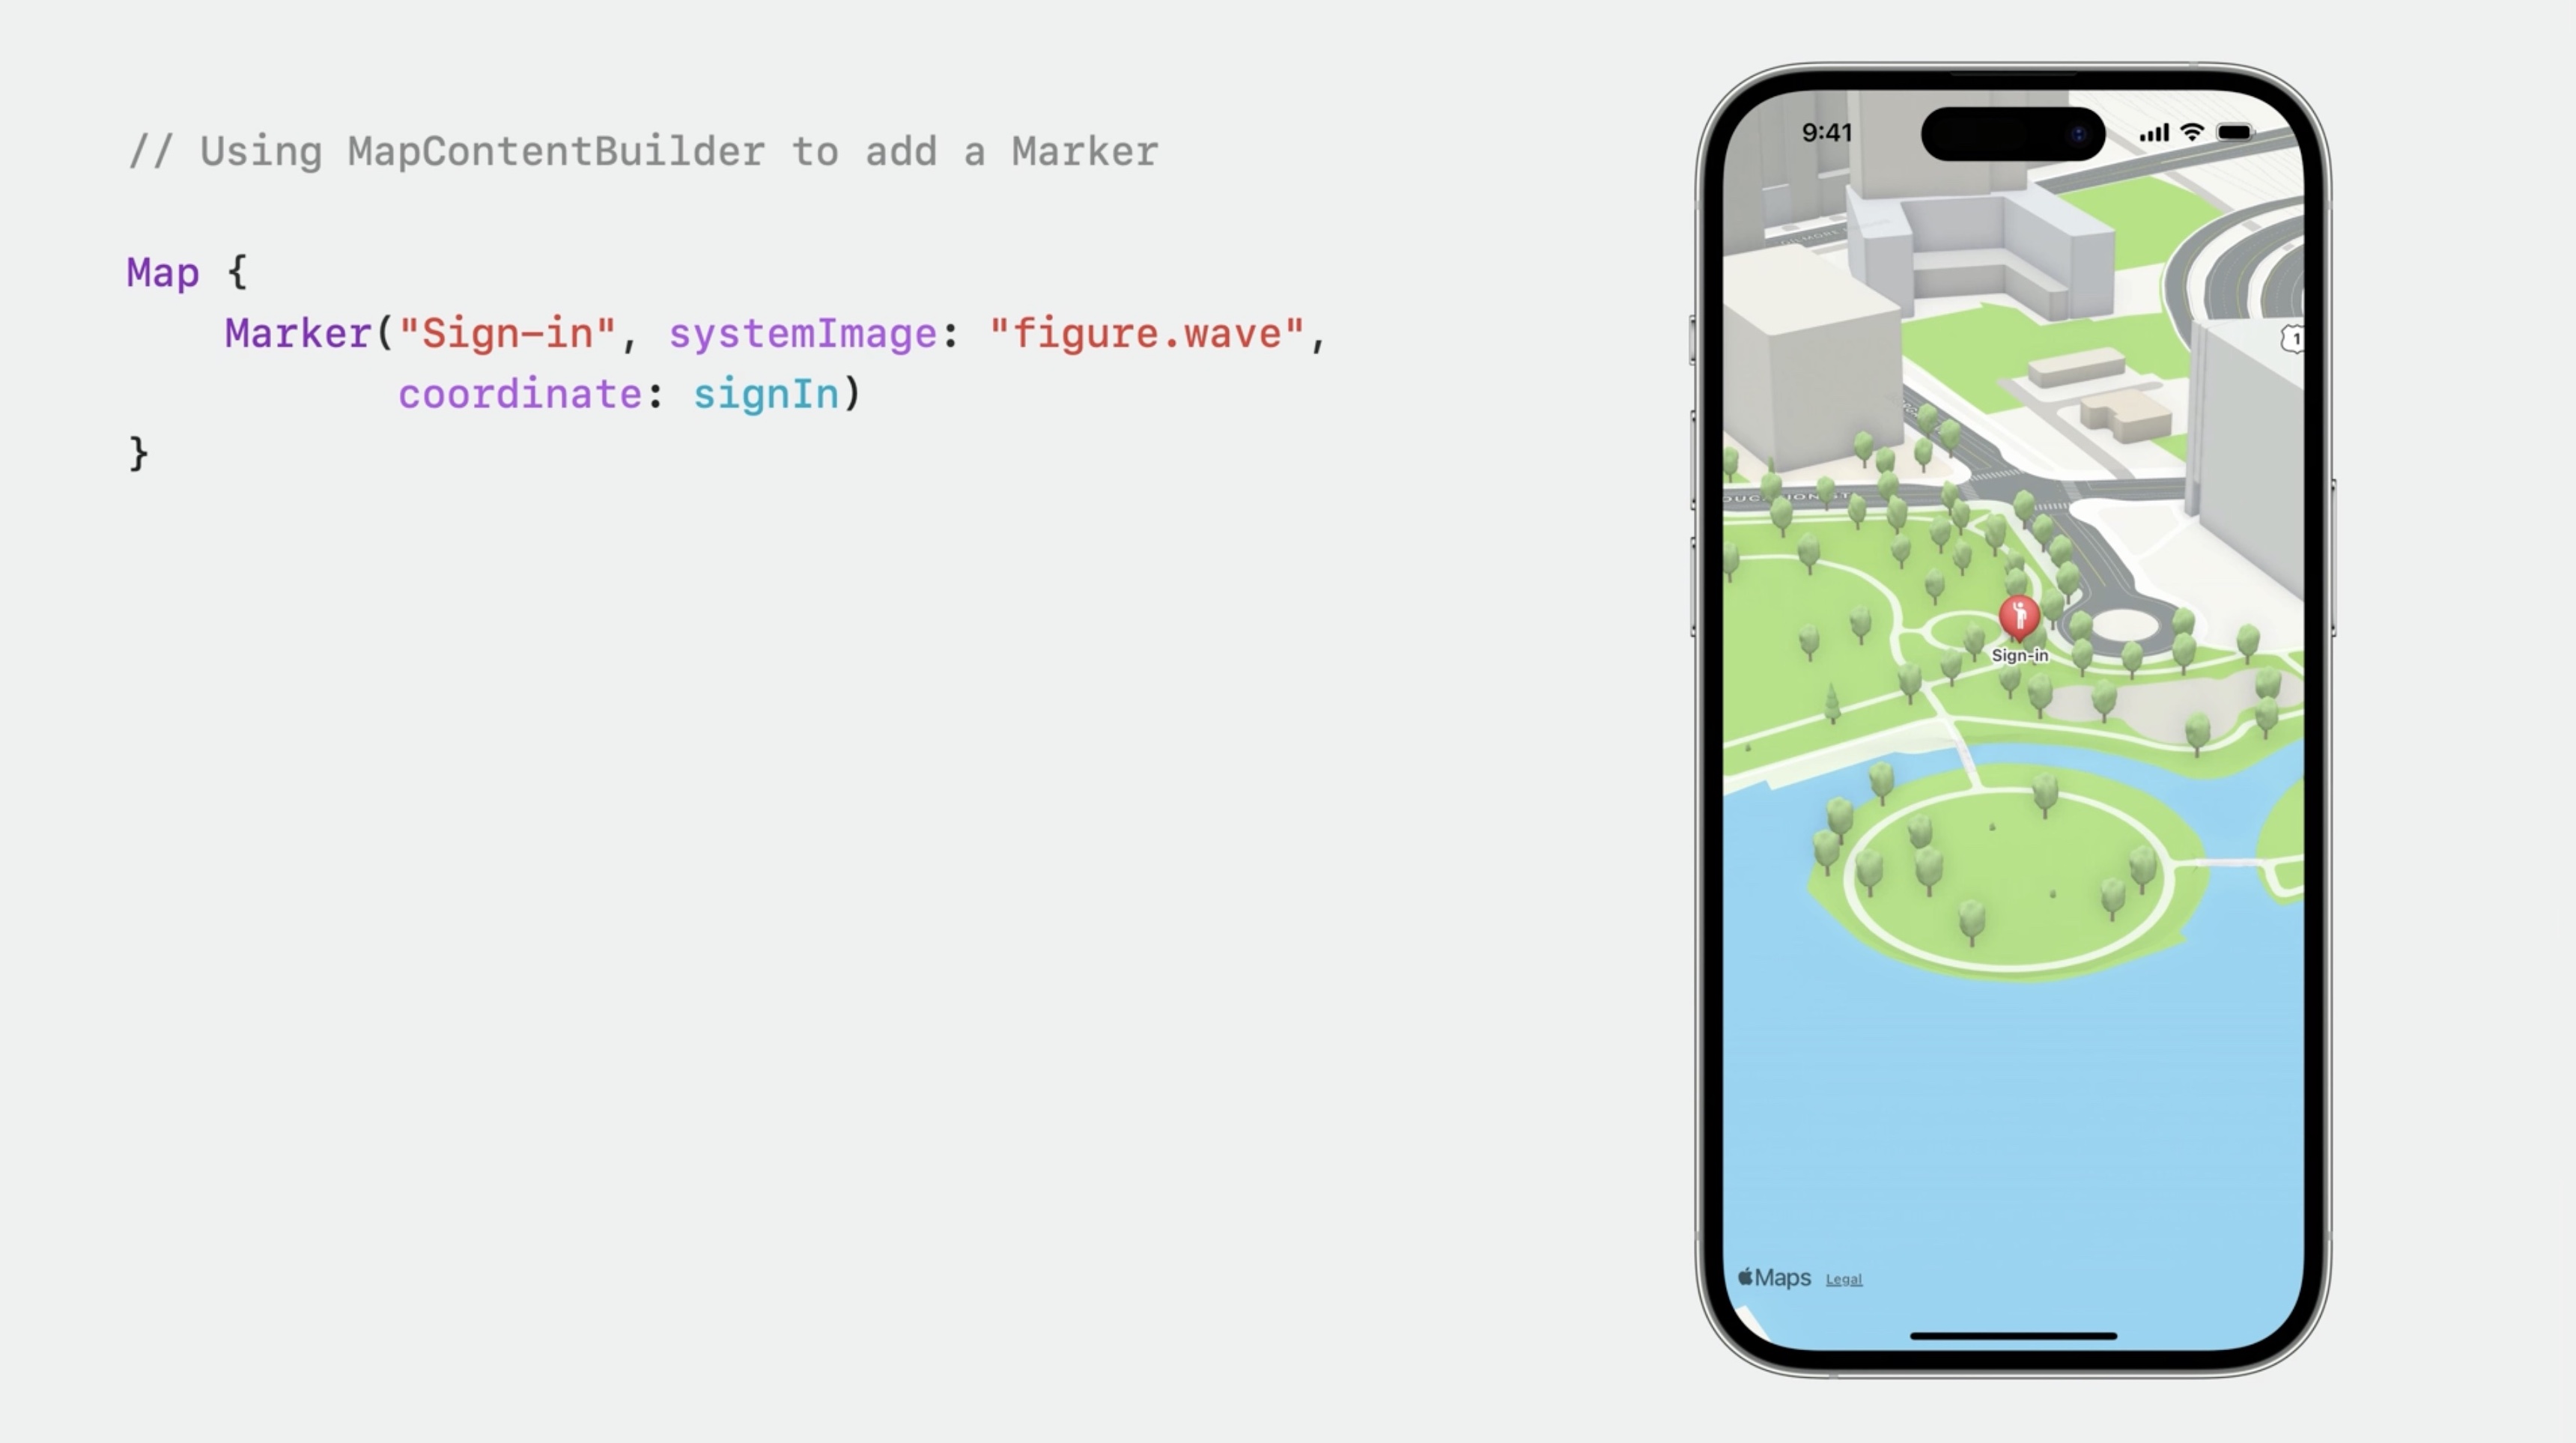 // Using MapContentBuilder to add a Marker
Map {
    Marker("Sign-in", systemImage: "figure.wave",
           coordinate: signIn)
}
9:41
1
Sign-in
Maps Legal